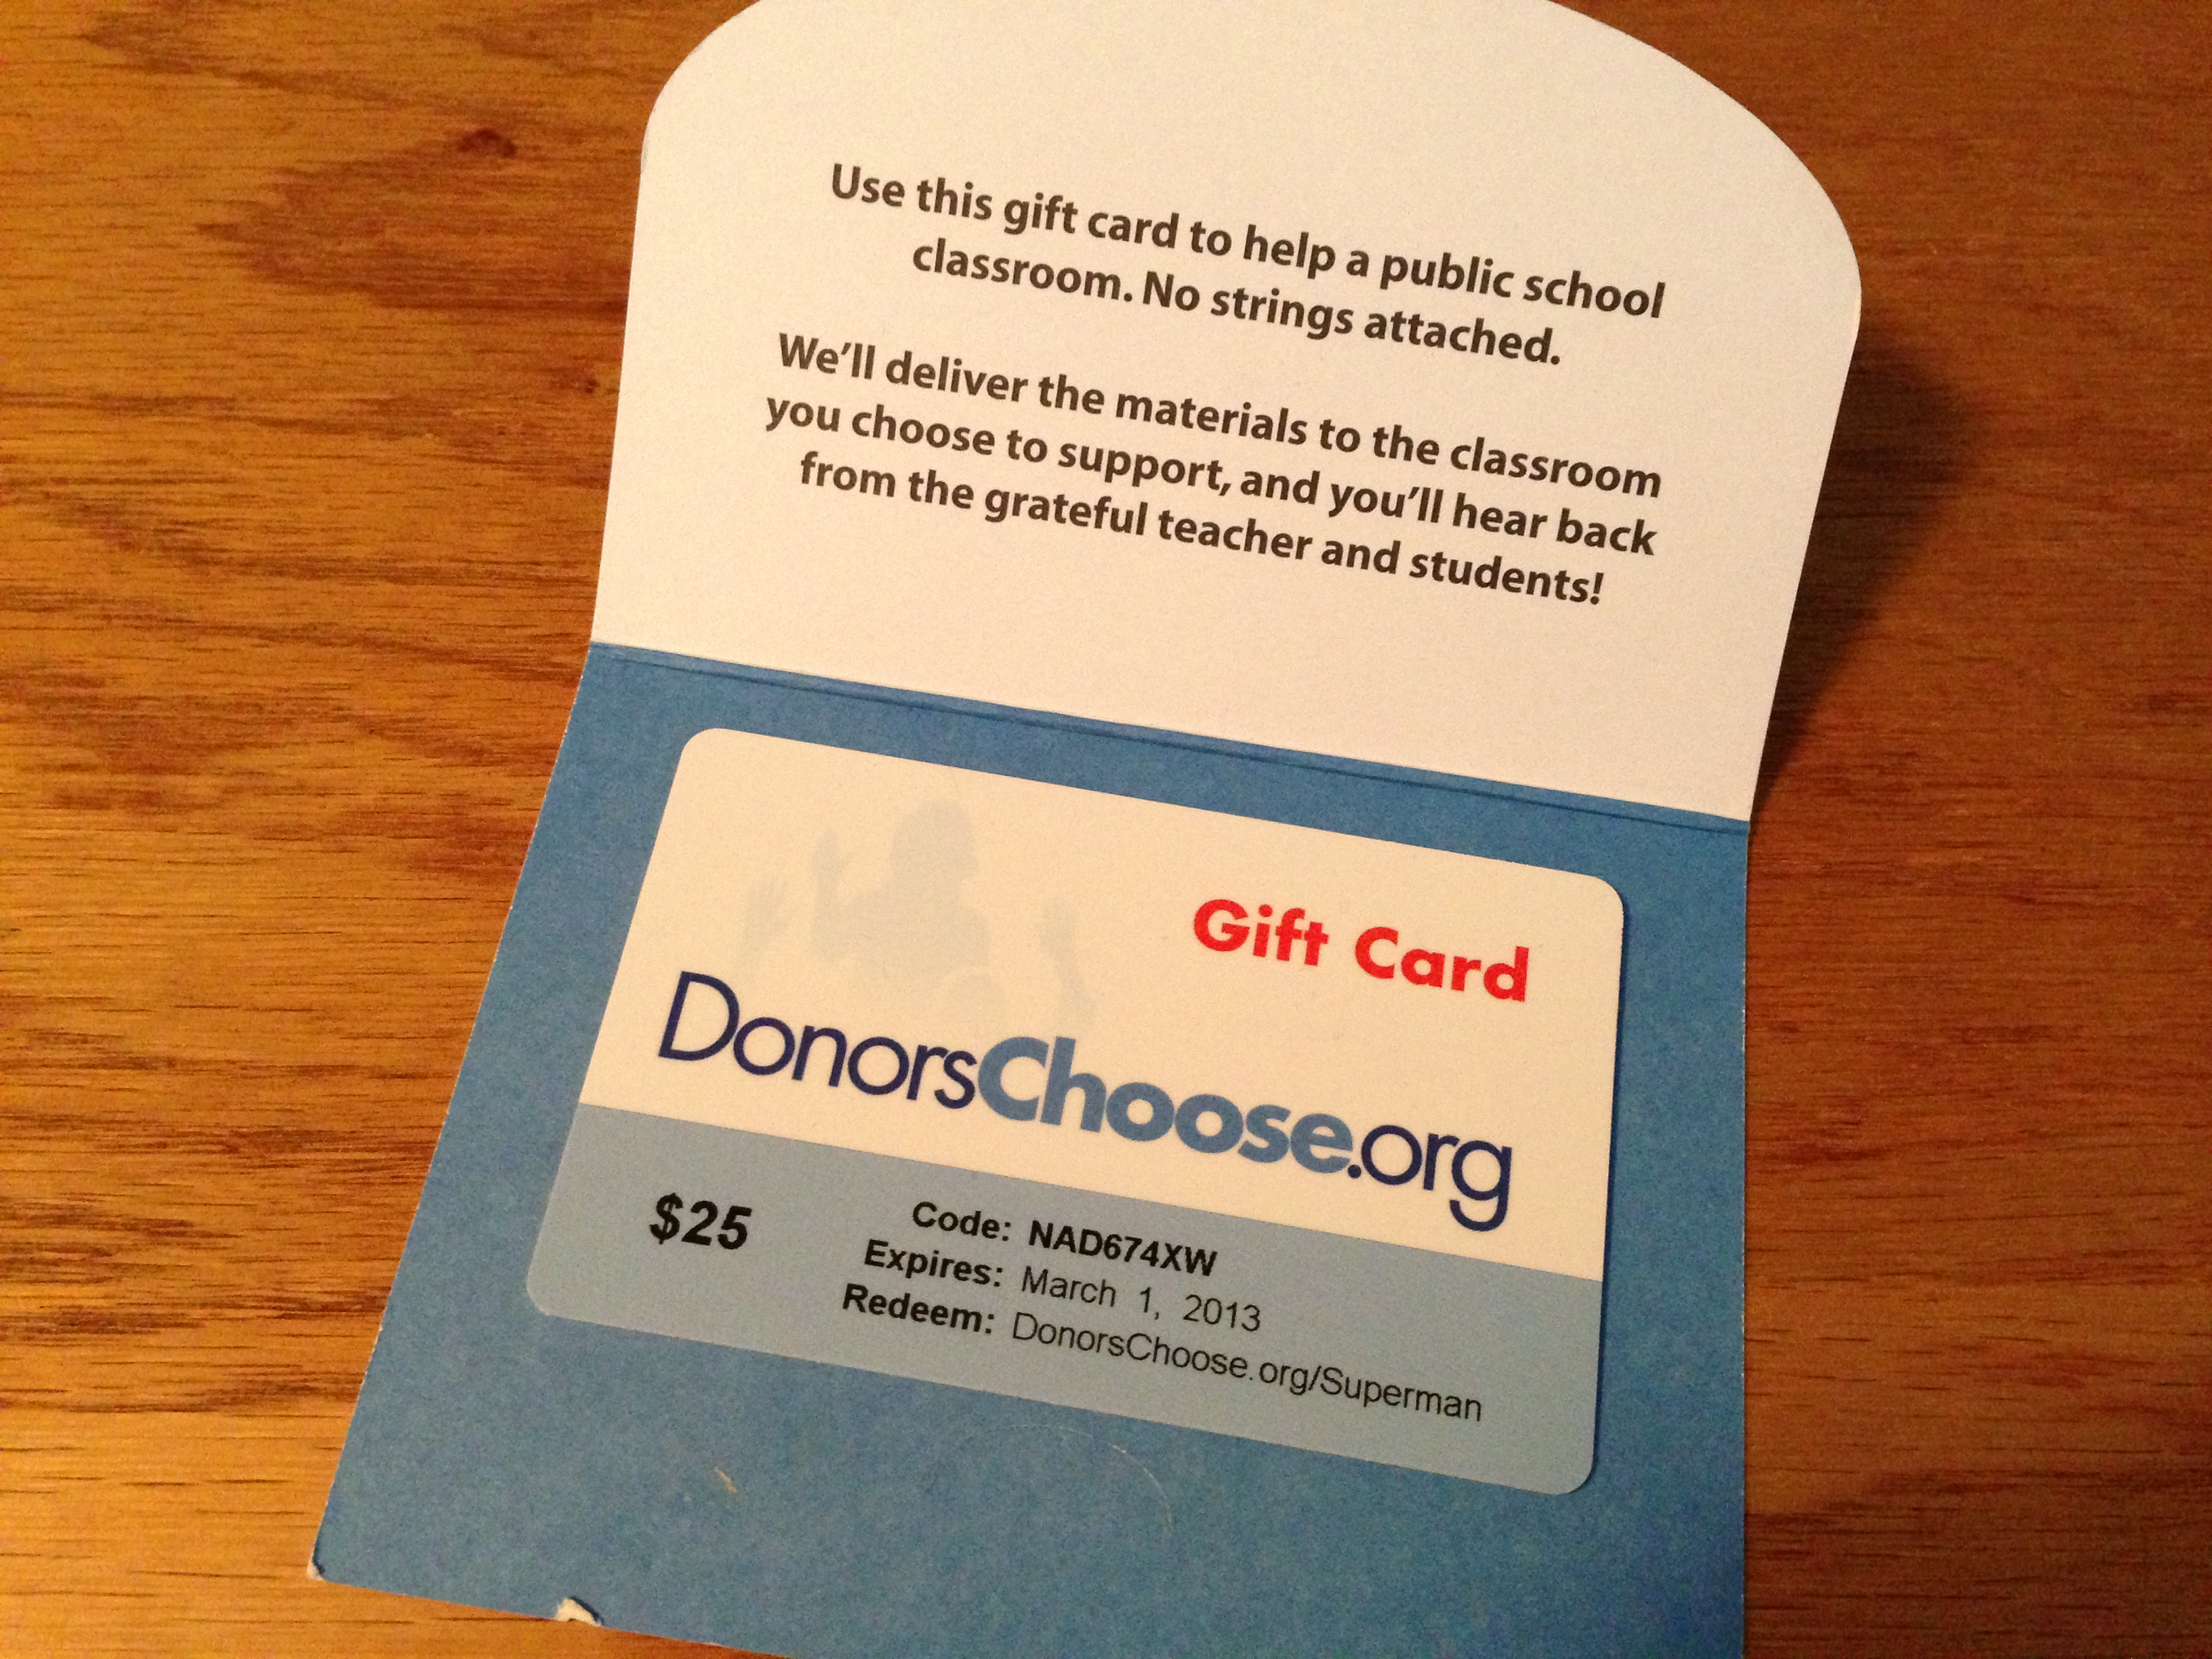 Use this gift card to help a public school
classroom. No strings attached.
We'll deliver the materials to the classroom
you choose to support, and you'll hear back
from the grateful teacher and students!
Gift Card
DonorsChoose.org
$25
Code: NAD674XW
Expires: March 1, 2013
Redeem: DonorsChoose.org/Superman